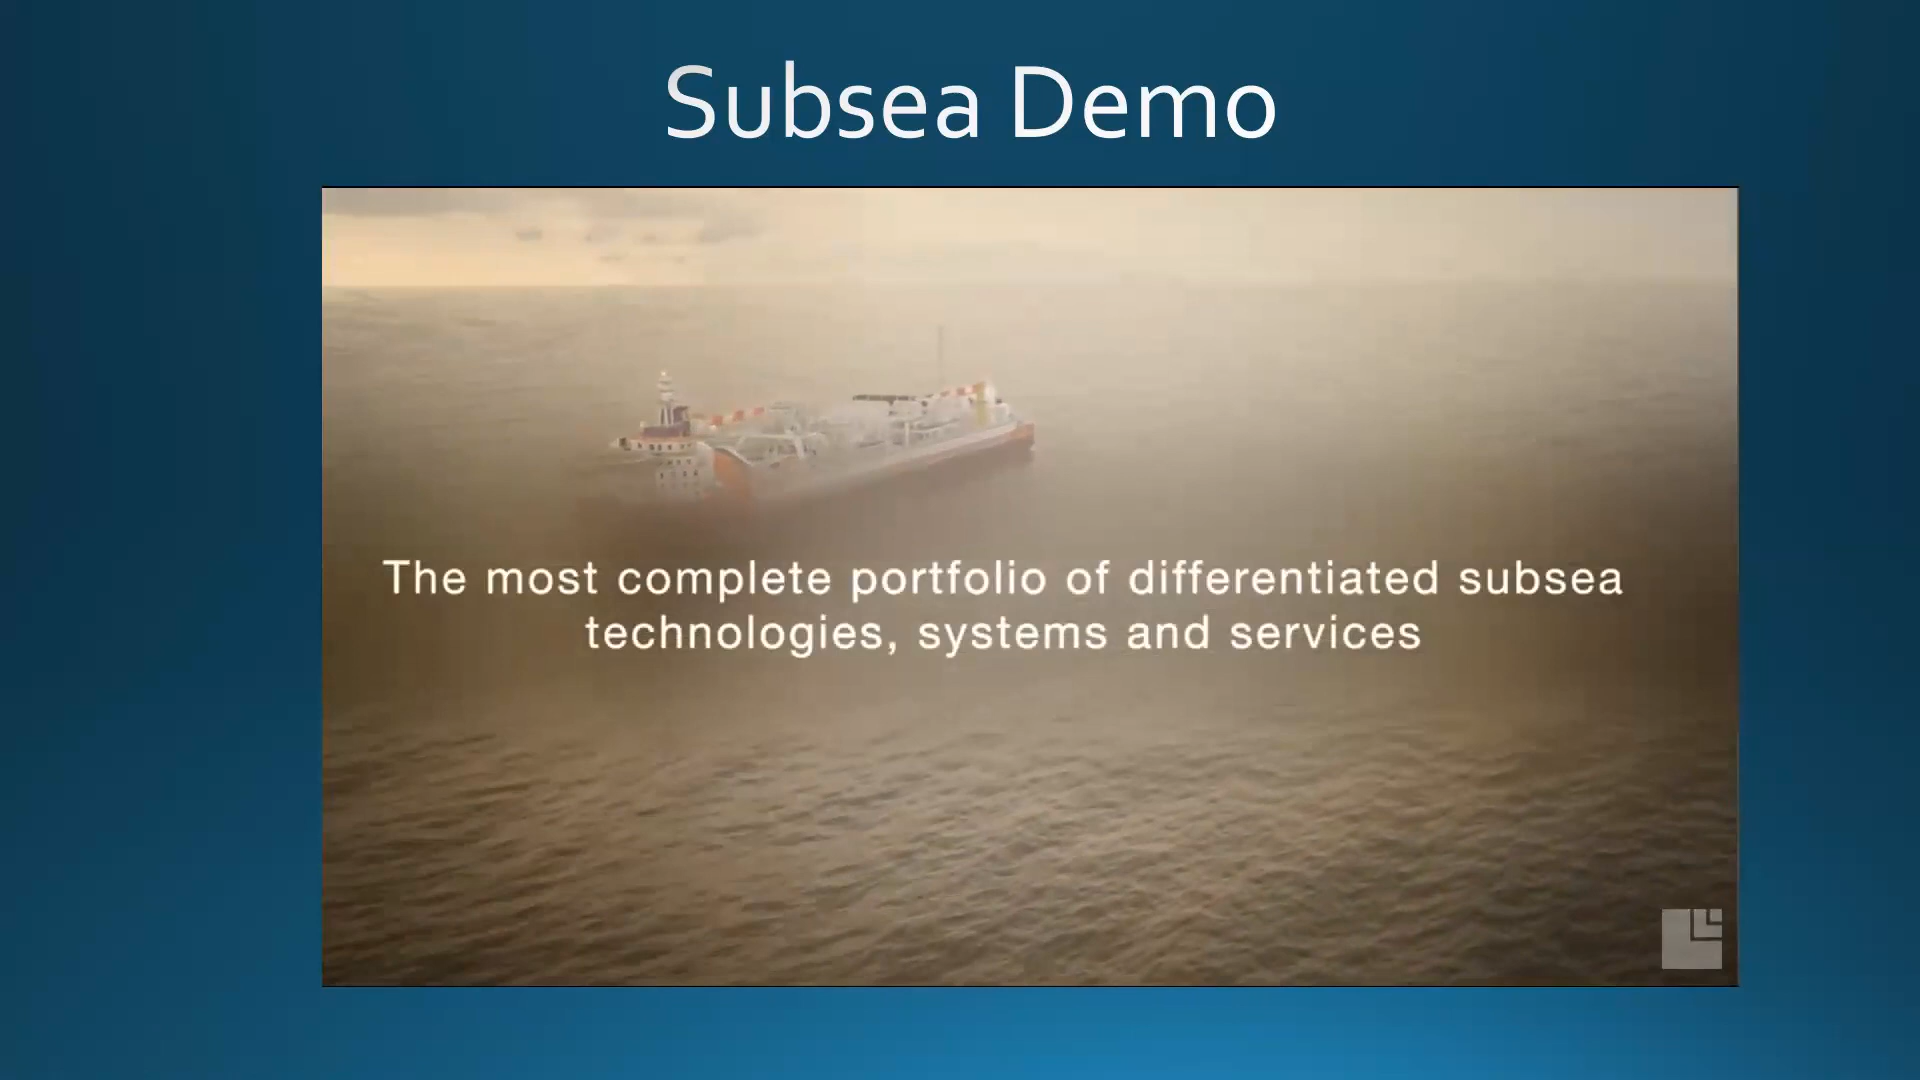 Subsea Demo
The most complete portfolio of differentiated subsea
technologies, systems and services